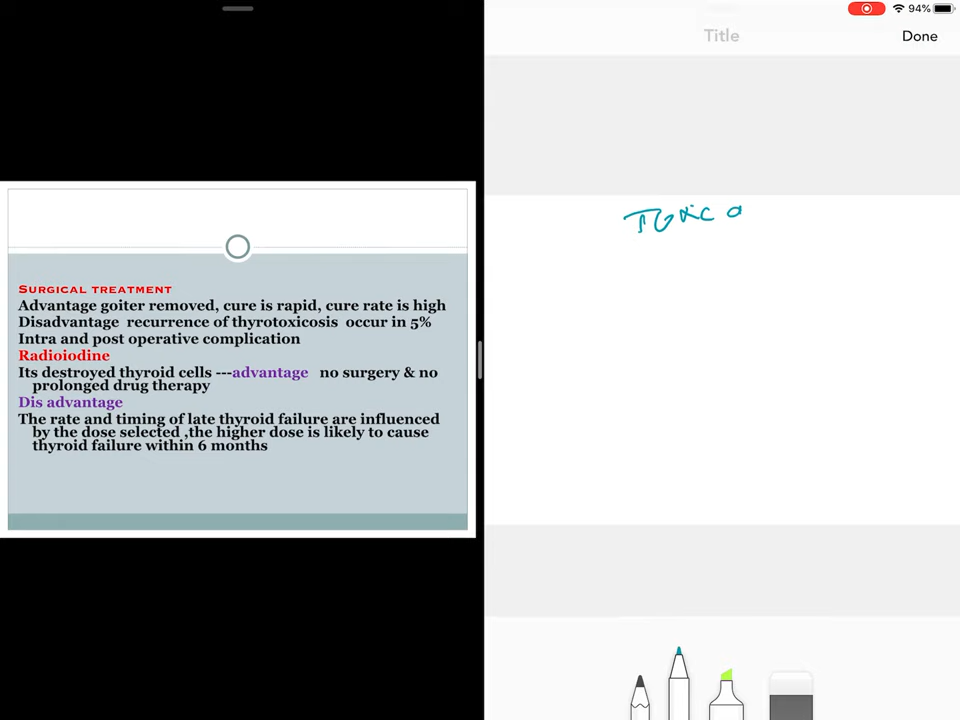 94%
Title
Done
SURGICAL TREATMENT
Advantage goiter removed, cure is rapid, cure rate is high
Disadvantage recurrence of thyrotoxicosis occur in 5%
Intra and post operative complication
Radioiodine
Its destroyed thyroid cells ---advantage no surgery & no
prolonged drug therapy
Dis advantage
The rate and timing of late thyroid failure are influenced
by the dose selected ,the higher dose is likely to cause
thyroid failure within 6 months
Toxic a